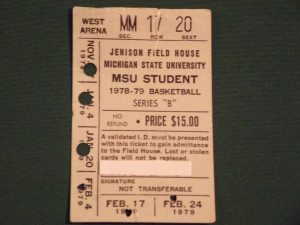 WEST ARENA MM 17 20
SEC. ROW SEAT
JENISON FIELD HOUSE
MICHIGAN STATE UNIVERSITY
MSU STUDENT
1978-79 BASKETBALL
SERIES "B"
NO REFUND • PRICE $15.00
A validated I.D. must be presented
with this ticket to gain admittance
to the Field House. Lost or stolen
cards will not be replaced.
SIGNATURE
NOT TRANSFERABLE
NOV.
1978
4
JAN. 20
1979
FEB. 4
FEB. 17
FEB. 24
1979